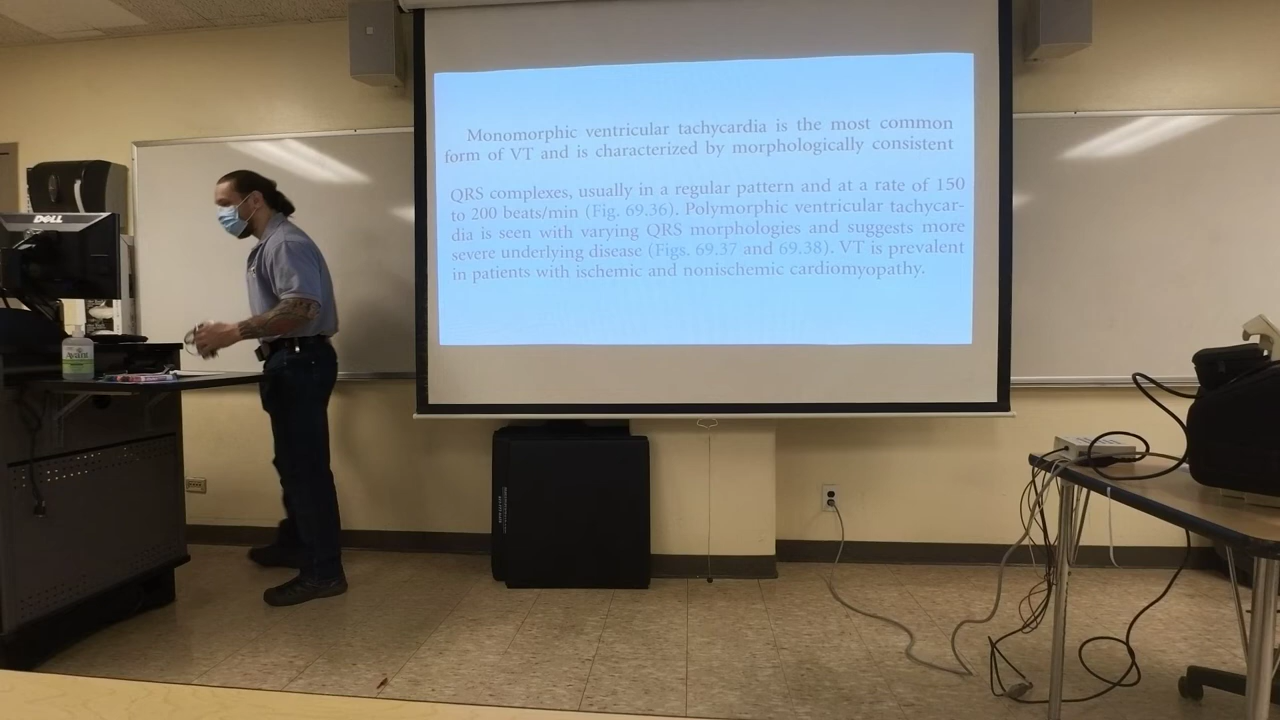 Monomorphic ventricular tachycardia is the most common
form of VT and is characterized by morphologically consistent
QRS complexes, usually in a regular pattern and at a rate of 150
to 200 beats/min (Fig. 69.36). Polymorphic ventricular tachycar-
dia is seen with varying QRS morphologies and suggests more
severe underlying disease (Figs. 69.37 and 69.38). VT is prevalent
in patients with ischemic and nonischemic cardiomyopathy.
DELL